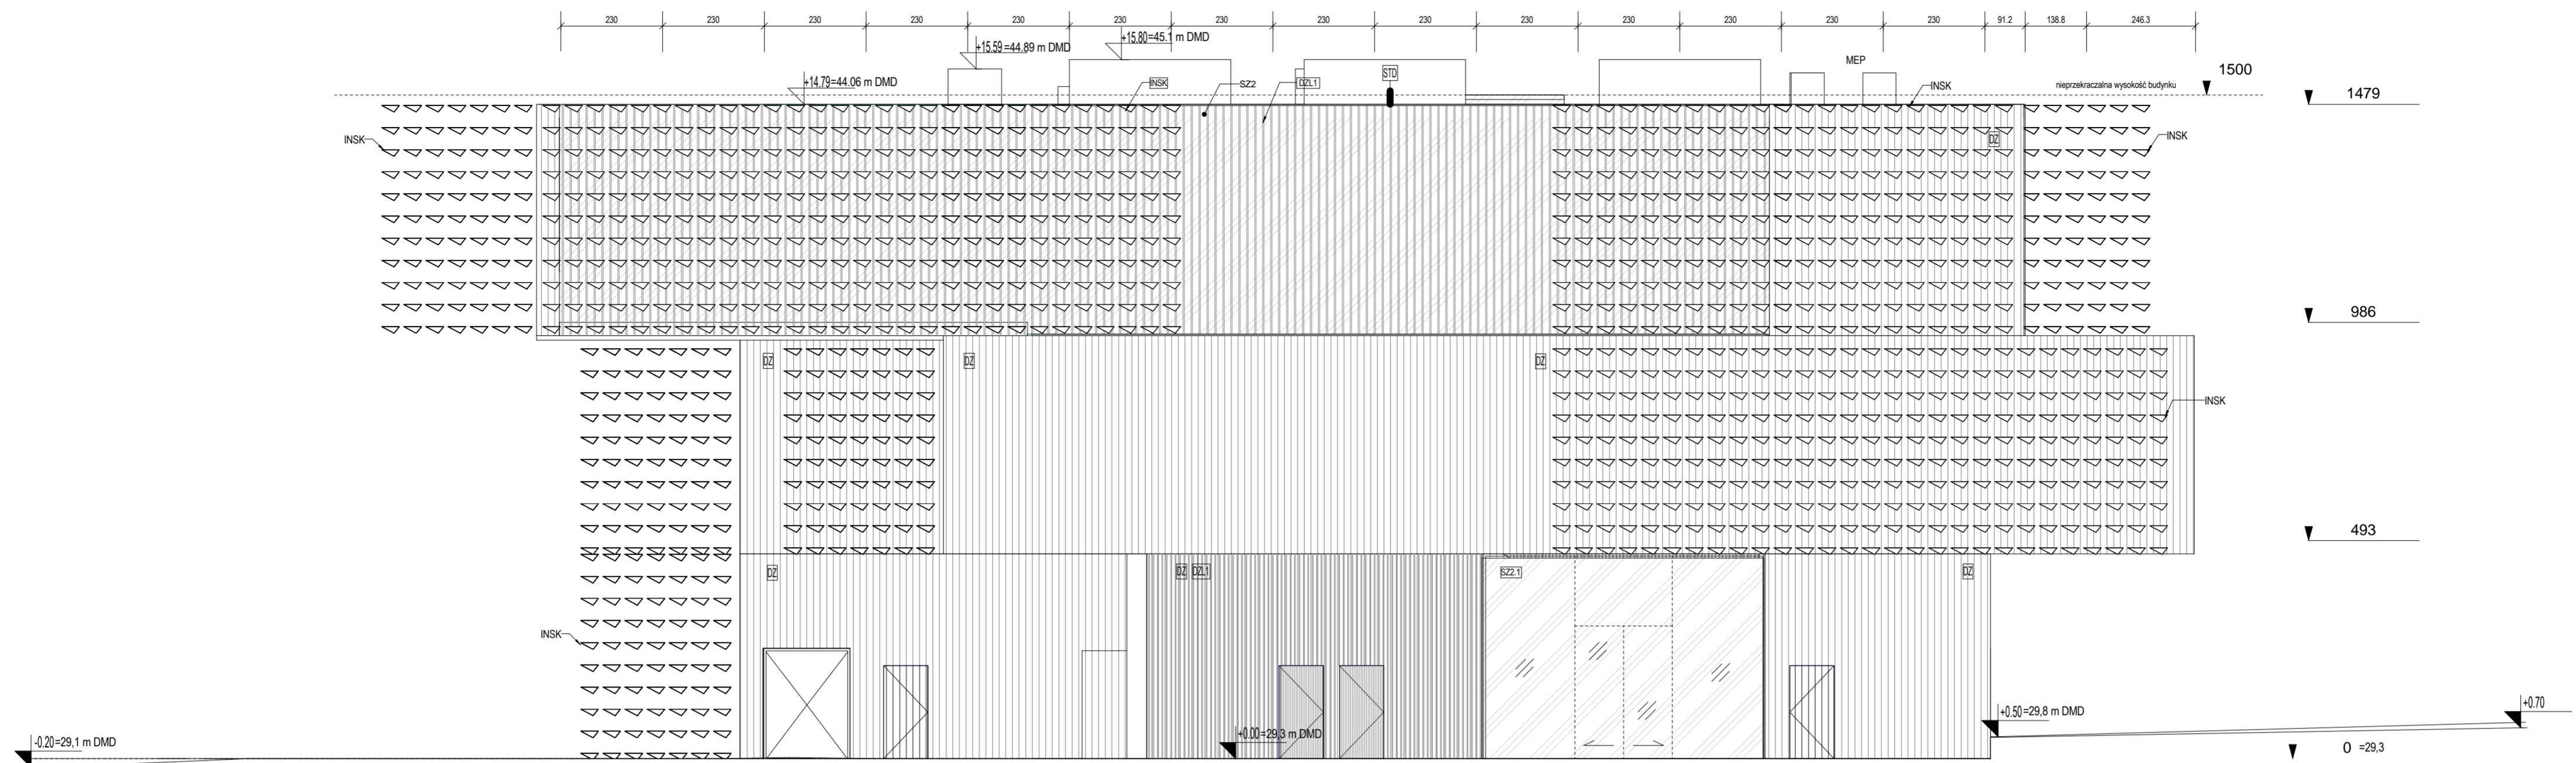 230 230 230 230 230 230 230 230 230 230 230 230 230 230 91.2 138.8 246.3
+15.80=45.1 m DMD
+15.59=44.89 m DMD
MEP
1500
+14.79=44.06 m DMD
INSK
SZ2
DZL1
STD
INSK
nieprzekraczalna wysokość budynku
1479
INSK
DZ
INSK
986
DZ
DZ
DZ
INSK
493
DZ
DZ
DZL1
SZ2.1
DZ
INSK
+0.70
+0.50=29,8 m DMD
-0.20=29,1 m DMD
+0.00=29,3 m DMD
0 =29,3